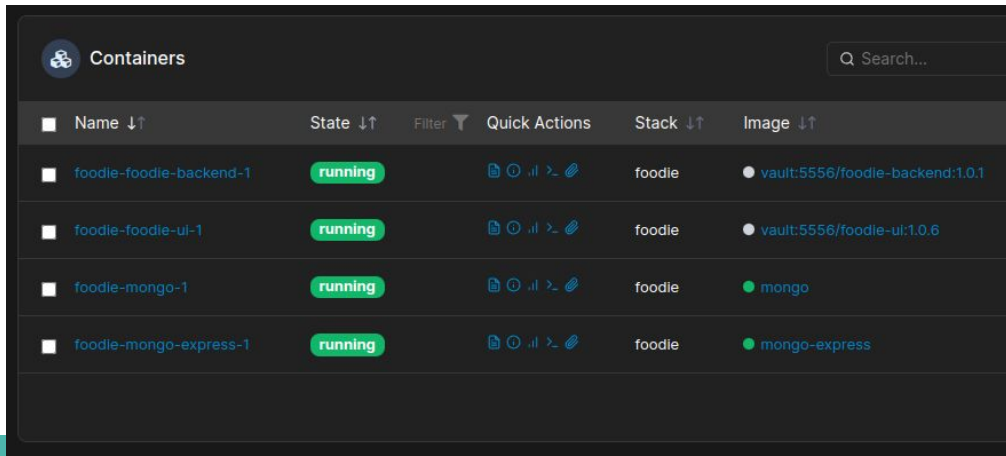 Containers
Search...
Name State Filter Quick Actions Stack Image
foodie-foodie-backend-1 running foodie vault:5556/foodie-backend:1.0.1
foodie-foodie-ui-1 running foodie vault:5556/foodie-ui:1.0.6
foodie-mongo-1 running foodie mongo
foodie-mongo-express-1 running foodie mongo-express